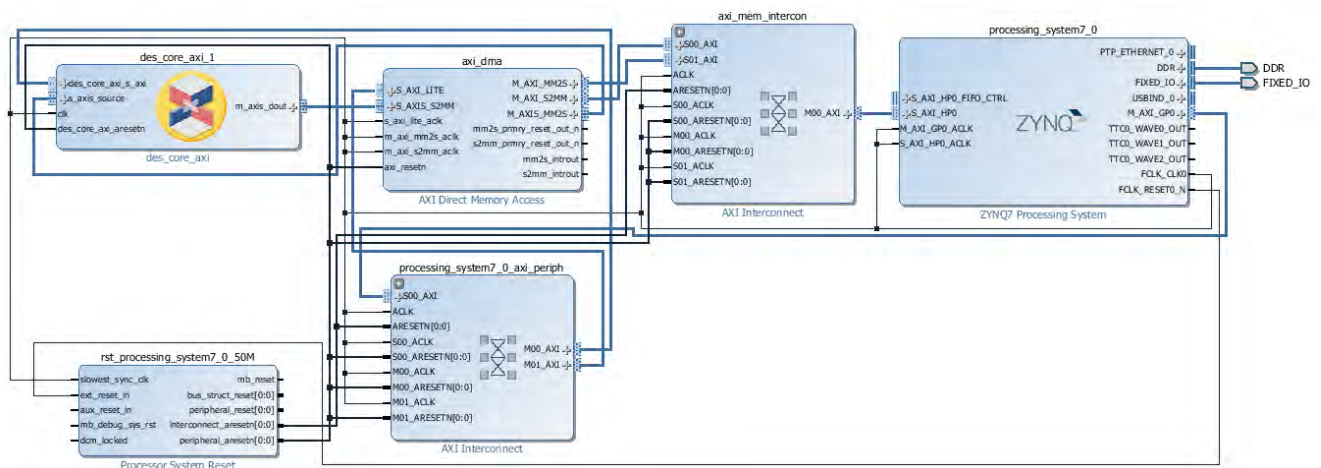 des_core_axi_1
des_core_axi_s_axi
s_axis_source
clk
des_core_axi_aresetn
m_axis_dout
des_core_axi
axi_dma
S_AXI_LITE
S_AXIS_S2MM
s_axi_lite_aclk
m_axi_mm2s_aclk
m_axi_s2mm_aclk
axi_resetn
M_AXI_MM2S
M_AXI_S2MM
M_AXIS_MM2S
mm2s_prmry_reset_out_n
s2mm_prmry_reset_out_n
mm2s_introut
s2mm_introut
AXI Direct Memory Access
axi_mem_intercon
S00_AXI
S01_AXI
ACLK
ARESETN[0:0]
S00_ACLK
S00_ARESETN[0:0]
M00_ACLK
M00_ARESETN[0:0]
S01_ACLK
S01_ARESETN[0:0]
M00_AXI
AXI Interconnect
processing_system7_0
S_AXI_HP0_FIFO_CTRL
S_AXI_HP0
M_AXI_GP0_ACLK
S_AXI_HP0_ACLK
ZYNQ
PTP_ETHERNET_0
DDR
FIXED_IO
USBIND_0
M_AXI_GP0
TTC0_WAVE0_OUT
TTC0_WAVE1_OUT
TTC0_WAVE2_OUT
FCLK_CLK0
FCLK_RESET0_N
ZYNQ7 Processing System
DDR
FIXED_IO
processing_system7_0_axi_periph
S00_AXI
ACLK
ARESETN[0:0]
S00_ACLK
S00_ARESETN[0:0]
M00_ACLK
M00_ARESETN[0:0]
M01_ACLK
M01_ARESETN[0:0]
M00_AXI
M01_AXI
AXI Interconnect
rst_processing_system7_0_50M
slowest_sync_clk
ext_reset_in
aux_reset_in
mb_debug_sys_rst
dcm_locked
mb_reset
bus_struct_reset[0:0]
peripheral_reset[0:0]
interconnect_aresetn[0:0]
peripheral_aresetn[0:0]
Processor System Reset